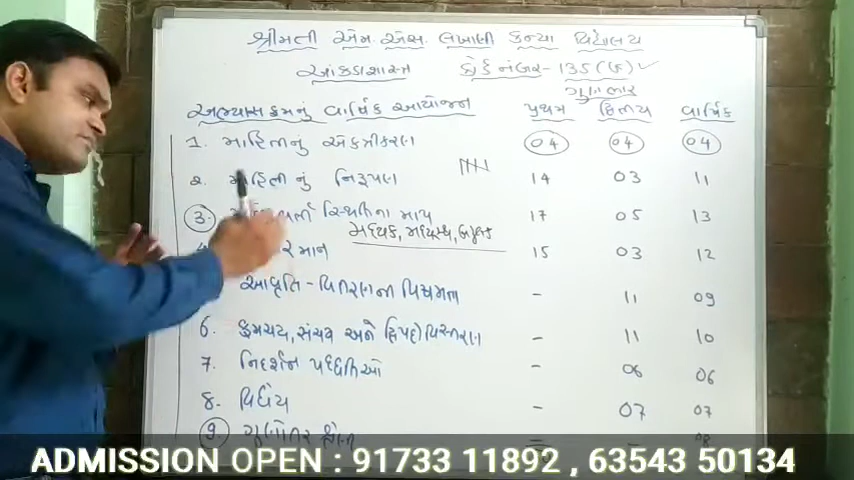 શ્રીમતી એમ. એસ. લખાણી કન્યા વિદ્યાલય
આંકડાશાસ્ત્ર કોર્ડ નંબર - 135 (જ)
ગુણભાર
અભ્યાસક્રમનું વાર્ષિક આયોજન પ્રથમ દ્વિતીય વાર્ષિક
1. માહિતીનું એકત્રીકરણ 04 04 04
2. માહિતીનું નિરૂપણ 14 03 11
3. સ્થિતિના માપ 17 05 13
મધ્યક, મધ્યસ્થ, બહુલક
માન 15 03 12
આવૃત્તિ - વિતરણની વિષમતા - 11 09
6. ક્રમચય, સંચય અને દ્વિપદી વિસ્તરણ - 11 10
7. નિદર્શન પદ્ધતિઓ - 06 06
8. વિધેય - 07 07
9. ગુણોત્તર શ્રેણી - 08
ADMISSION OPEN : 91733 11892 , 63543 50134